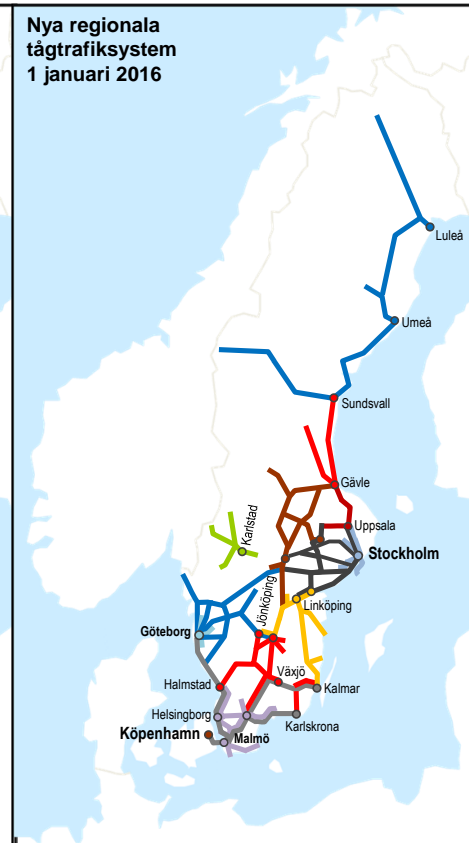 Nya regionala
tågtrafiksystem
1 januari 2016
Luleå
Umeå
Sundsvall
Gävle
Uppsala
Karlstad
Stockholm
Jönköping
Linköping
Göteborg
Växjö
Halmstad
Kalmar
Helsingborg
Karlskrona
Köpenhamn
Malmö